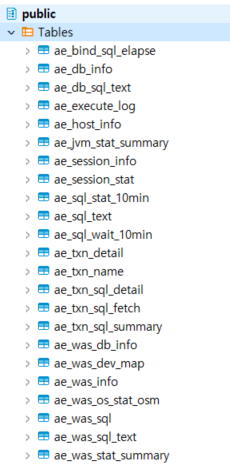 public
Tables
ae_bind_sql_elapse
ae_db_info
ae_db_sql_text
ae_execute_log
ae_host_info
ae_jvm_stat_summary
ae_session_info
ae_session_stat
ae_sql_stat_10min
ae_sql_text
ae_sql_wait_10min
ae_txn_detail
ae_txn_name
ae_txn_sql_detail
ae_txn_sql_fetch
ae_txn_sql_summary
ae_was_db_info
ae_was_dev_map
ae_was_info
ae_was_os_stat_osm
ae_was_sql
ae_was_sql_text
ae_was_stat_summary